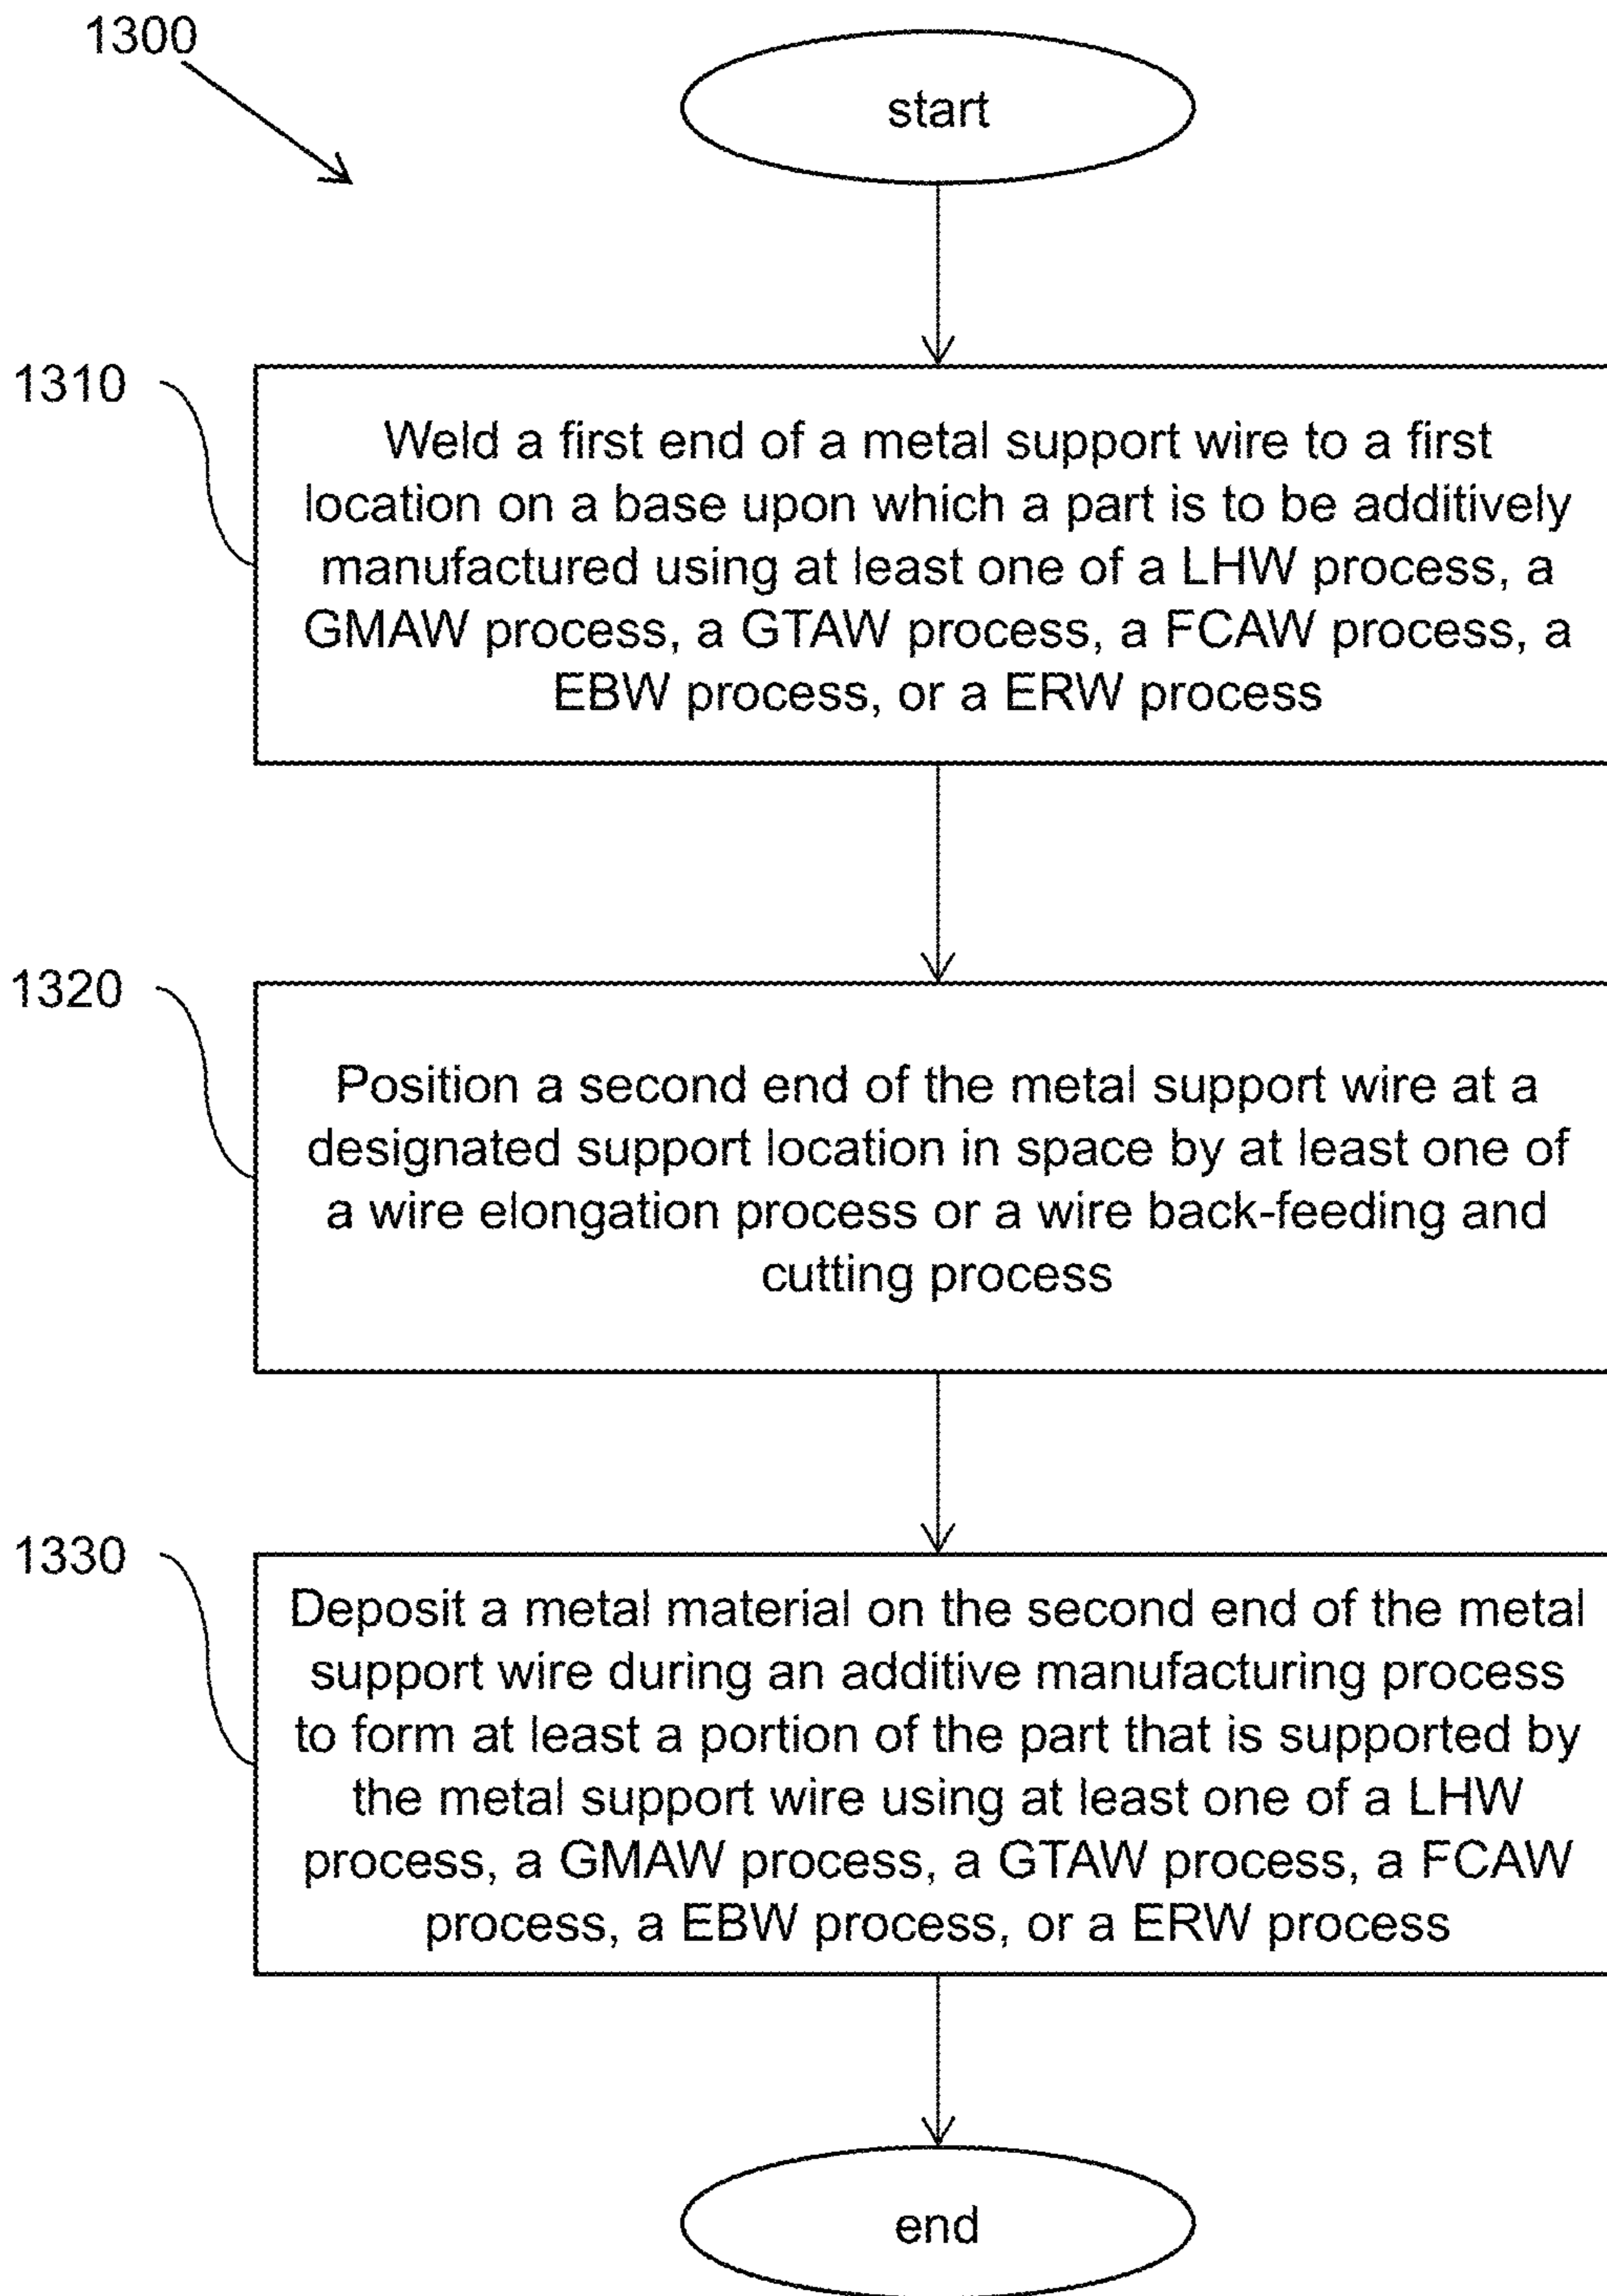 1300
start
1310
Weld a first end of a metal support wire to a first
location on a base upon which a part is to be additively
manufactured using at least one of a LHW process, a
GMAW process, a GTAW process, a FCAW process, a
EBW process, or a ERW process
1320
Position a second end of the metal support wire at a
designated support location in space by at least one of
a wire elongation process or a wire back-feeding and
cutting process
1330
Deposit a metal material on the second end of the metal
support wire during an additive manufacturing process
to form at least a portion of the part that is supported by
the metal support wire using at least one of a LHW
process, a GMAW process, a GTAW process, a FCAW
process, a EBW process, or a ERW process
end